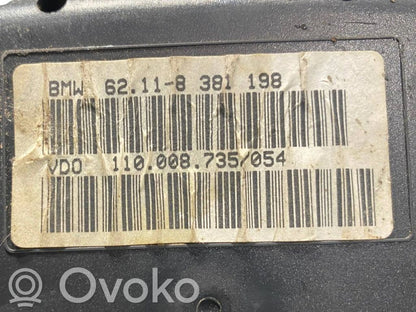 BMW 62.11-8 381 198
VDO 110.008.735/054
Ovoko